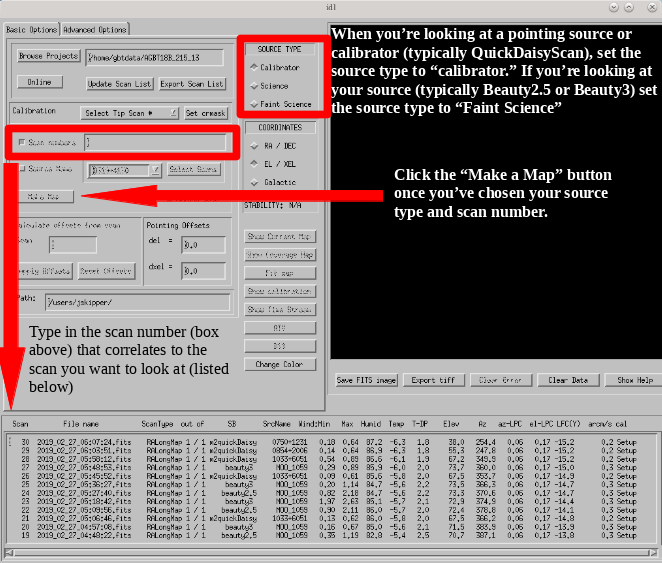 idl
Basic Options
Advanced Options
Browse Projects
/home/gbtdata/AGBT18B_215_13
Online
Update Scan List
Export Scan List
Calibration
Select Tip Scan #
Set crmask
Scan numbers
Source Name
Select Scans
Make Map
Calculate offsets from scan
Scan
Apply Offsets
Reset Offsets
Pointing Offsets
del =
0.0
dxel =
0.0
Path:
/users/jskipper/
SOURCE TYPE
Calibrator
Science
Faint Science
COORDINATES
RA / DEC
EL / XEL
Galactic
STABILITY: N/A
Show Current Map
Show Coverage Map
Fit map
Show calibration
Show Time Stream
Change Color
When you're looking at a pointing source or
calibrator (typically QuickDaisyScan), set the
source type to “calibrator.” If you're looking at
your source (typically Beauty2.5 or Beauty3) set
the source type to “Faint Science”
Click the “Make a Map” button
once you've chosen your source
type and scan number.
Type in the scan number (box
above) that correlates to the
scan you want to look at (listed
below)
Save FITS image
Export tiff
Clear Error
Clear Data
Show Help
Scan File name ScanType out of SB SrcName Wind:Min Max Humid Temp T-DP Elev Az az-LPC el-LPC LFC(Y) arcm/s cal
30 2019_02_27_06:07:24.fits RALongMap 1 / 1 m2quickDaisy 0750+1231 0.18 0.64 87.2 -6.3 1.8 38.0 254.4 0.06 0.17 -15.2 0.2 Setup
29 2019_02_27_06:03:51.fits RALongMap 1 / 1 m2quickDaisy 0854+2006 0.14 0.64 86.9 -6.3 1.8 55.3 247.8 0.06 0.17 -15.2 0.2 Setup
28 2019_02_27_05:58:12.fits RALongMap 1 / 1 m2quickDaisy 1033+6051 0.54 0.89 86.6 -6.1 1.9 67.2 349.9 0.06 0.17 -15.2 0.2 Setup
27 2019_02_27_05:48:53.fits RALongMap 1 / 1 beauty3 MOO_1059 0.29 0.89 85.9 -6.0 2.0 73.7 360.0 0.06 0.17 -15.0 0.3 Setup
26 2019_02_27_05:45:52.fits RALongMap 1 / 1 m2quickDaisy 1033+6051 0.09 0.61 85.6 -5.8 2.0 67.5 353.7 0.06 0.17 -14.9 0.2 Setup
25 2019_02_27_05:36:27.fits RALongMap 1 / 1 beauty3 MOO_1059 0.20 1.14 84.7 -5.6 2.2 73.5 366.3 0.06 0.17 -14.7 0.3 Setup
24 2019_02_27_05:27:40.fits RALongMap 1 / 1 beauty2.5 MOO_1059 0.82 2.18 84.7 -5.6 2.2 73.3 370.6 0.06 0.17 -14.7 0.3 Setup
23 2019_02_27_05:18:42.fits RALongMap 1 / 1 beauty3 MOO_1059 1.97 2.63 85.1 -5.7 2.1 72.9 374.9 0.06 0.17 -14.4 0.3 Setup
22 2019_02_27_05:09:56.fits RALongMap 1 / 1 beauty2.5 MOO_1059 0.90 2.11 86.0 -5.7 2.0 72.4 378.8 0.06 0.17 -14.1 0.3 Setup
21 2019_02_27_05:06:46.fits RALongMap 1 / 1 m2quickDaisy 1033+6051 0.13 0.62 86.0 -5.8 2.0 67.3 366.2 0.06 0.17 -14.8 0.2 Setup
20 2019_02_27_04:57:08.fits RALongMap 1 / 1 beauty3 MOO_1059 0.16 0.67 85.0 -5.6 2.1 71.5 383.9 0.06 0.17 -13.9 0.3 Setup
19 2019_02_27_04:48:22.fits RALongMap 1 / 1 beauty2.5 MOO_1059 0.35 1.19 82.8 -5.4 2.5 70.7 387.1 0.06 0.17 -13.8 0.3 Setup